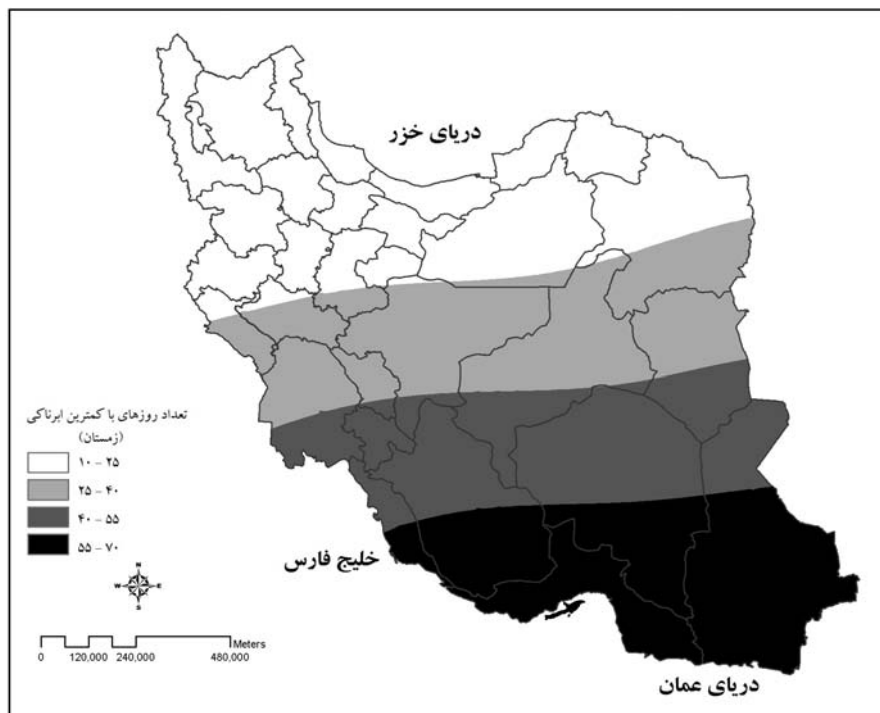 دریای خزر
تعداد روزهای با کمترین ابرناکی
(زمستان)
۱۰ – ۲۵
۲۵ – ۴۰
۴۰ – ۵۵
۵۵ – ۷۰
خلیج فارس
N
W E
S
Meters
0 120,000 240,000 480,000
دریای عمان